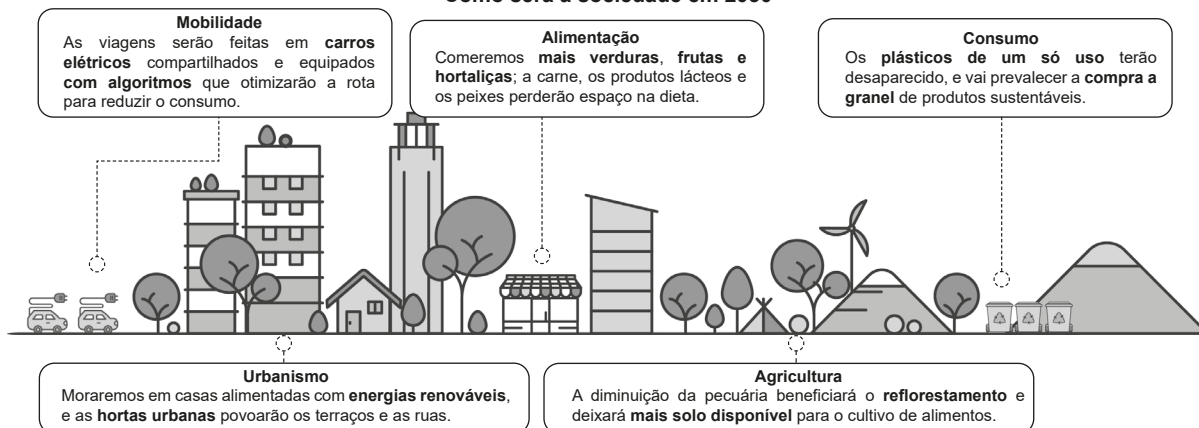 Mobilidade
As viagens serão feitas em carros
elétricos compartilhados e equipados
com algoritmos que otimizarão a rota
para reduzir o consumo.
Alimentação
Comeremos mais verduras, frutas e
hortaliças; a carne, os produtos lácteos e
os peixes perderão espaço na dieta.
Consumo
Os plásticos de um só uso terão
desaparecido, e vai prevalecer a compra a
granel de produtos sustentáveis.
Urbanismo
Moraremos em casas alimentadas com energias renováveis,
e as hortas urbanas povoarão os terraços e as ruas.
Agricultura
A diminuição da pecuária beneficiará o reflorestamento e
deixará mais solo disponível para o cultivo de alimentos.